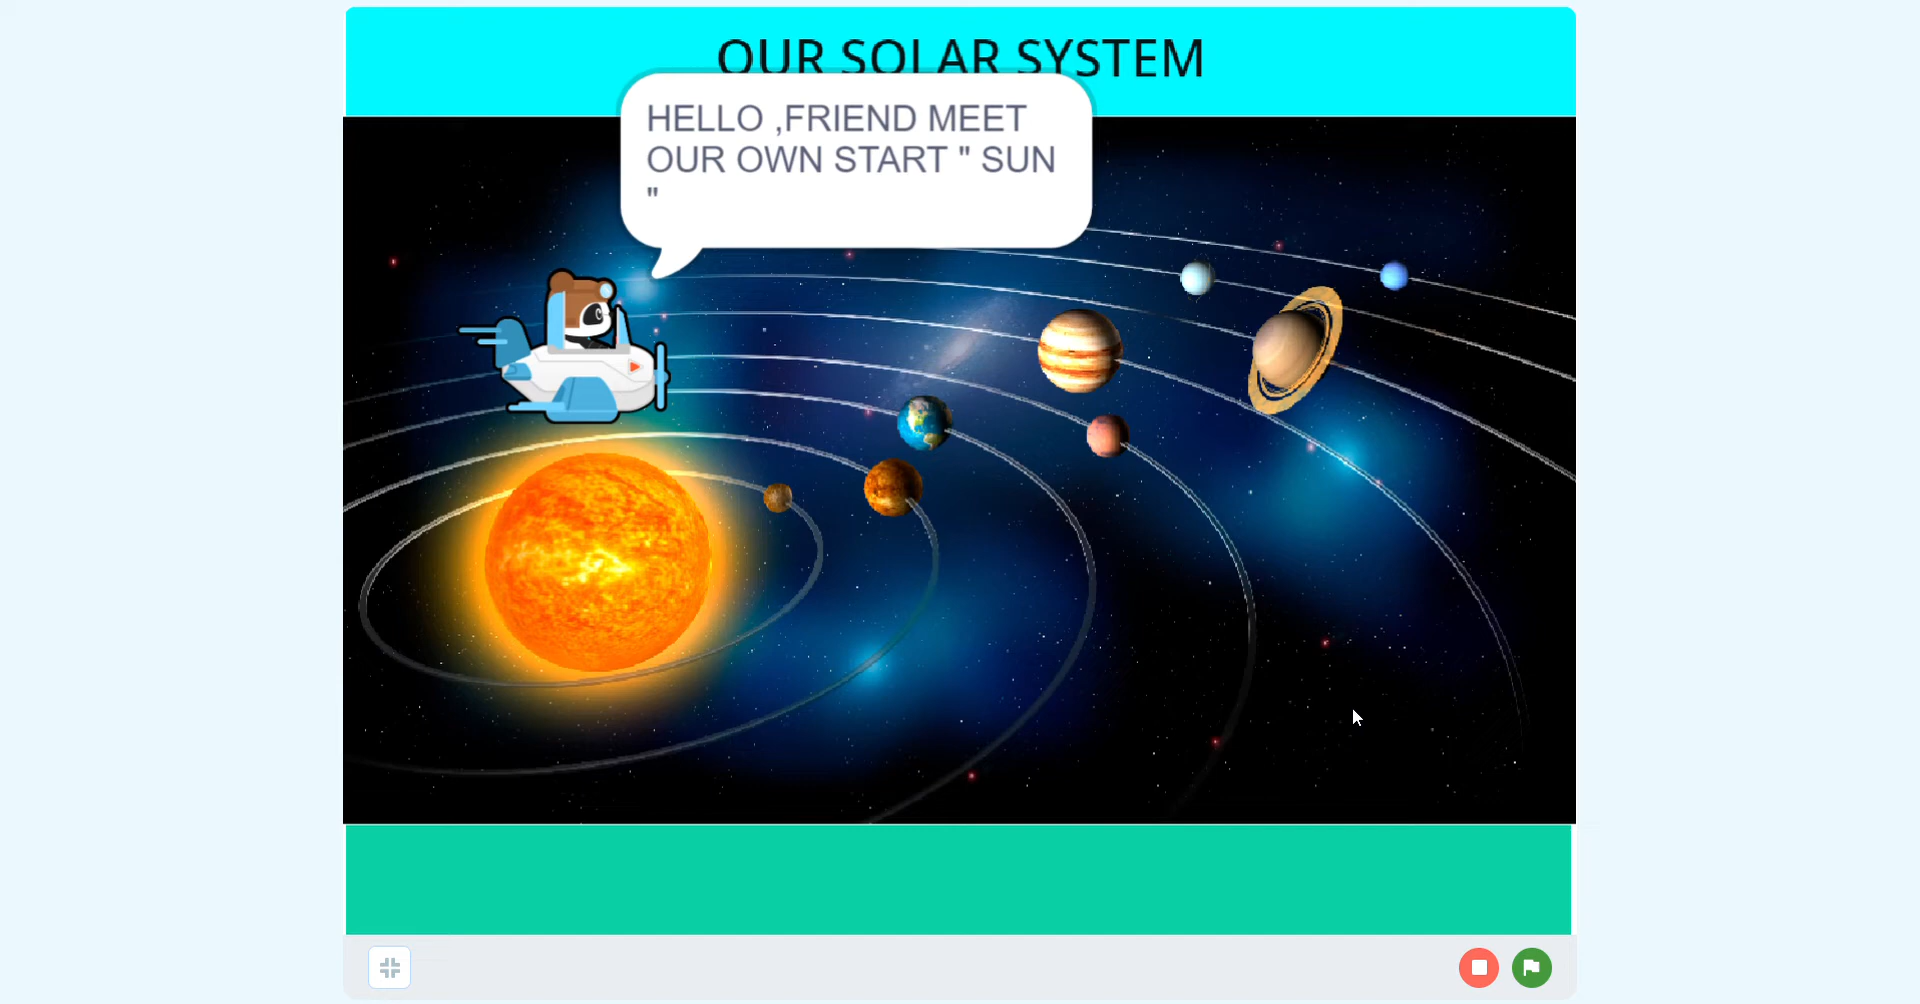 OUR SOLAR SYSTEM
HELLO ,FRIEND MEET
OUR OWN START " SUN
"